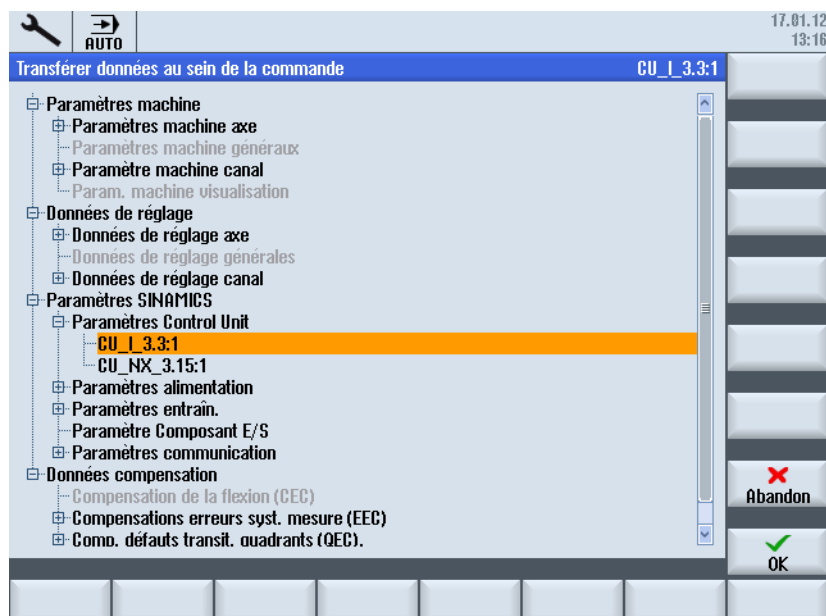 17.01.12
13:16
AUTO
Transférer données au sein de la commande CU_I_3.3:1
Paramètres machine
Paramètres machine axe
Paramètres machine généraux
Paramètre machine canal
Param. machine visualisation
Données de réglage
Données de réglage axe
Données de réglage générales
Données de réglage canal
Paramètres SINAMICS
Paramètres Control Unit
CU_I_3.3:1
CU_NX_3.15:1
Paramètres alimentation
Paramètres entraîn.
Paramètre Composant E/S
Paramètres communication
Données compensation
Compensation de la flexion (CEC)
Compensations erreurs syst. mesure (EEC)
Comp. défauts transit. quadrants (QEC).
Abandon
OK